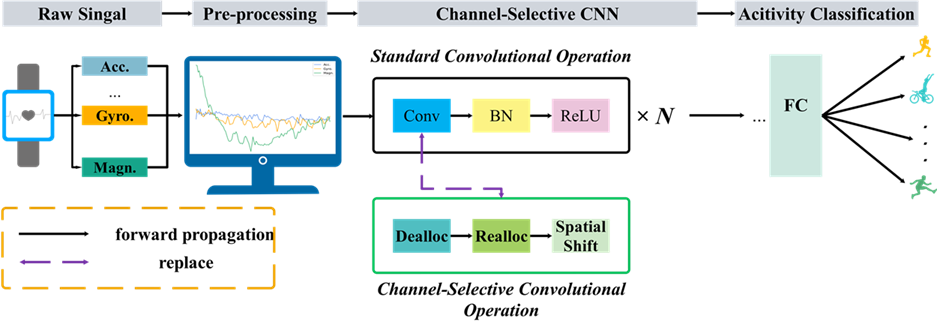 Raw Singal
Pre-processing
Channel-Selective CNN
Acitivity Classification
Acc.
...
Gyro.
Magn.
Acc.
Gyro.
Magn.
Standard Convolutional Operation
Conv
BN
ReLU
× N
...
FC
Dealloc
Realloc
Spatial
Shift
Channel-Selective Convolutional
Operation
forward propagation
replace